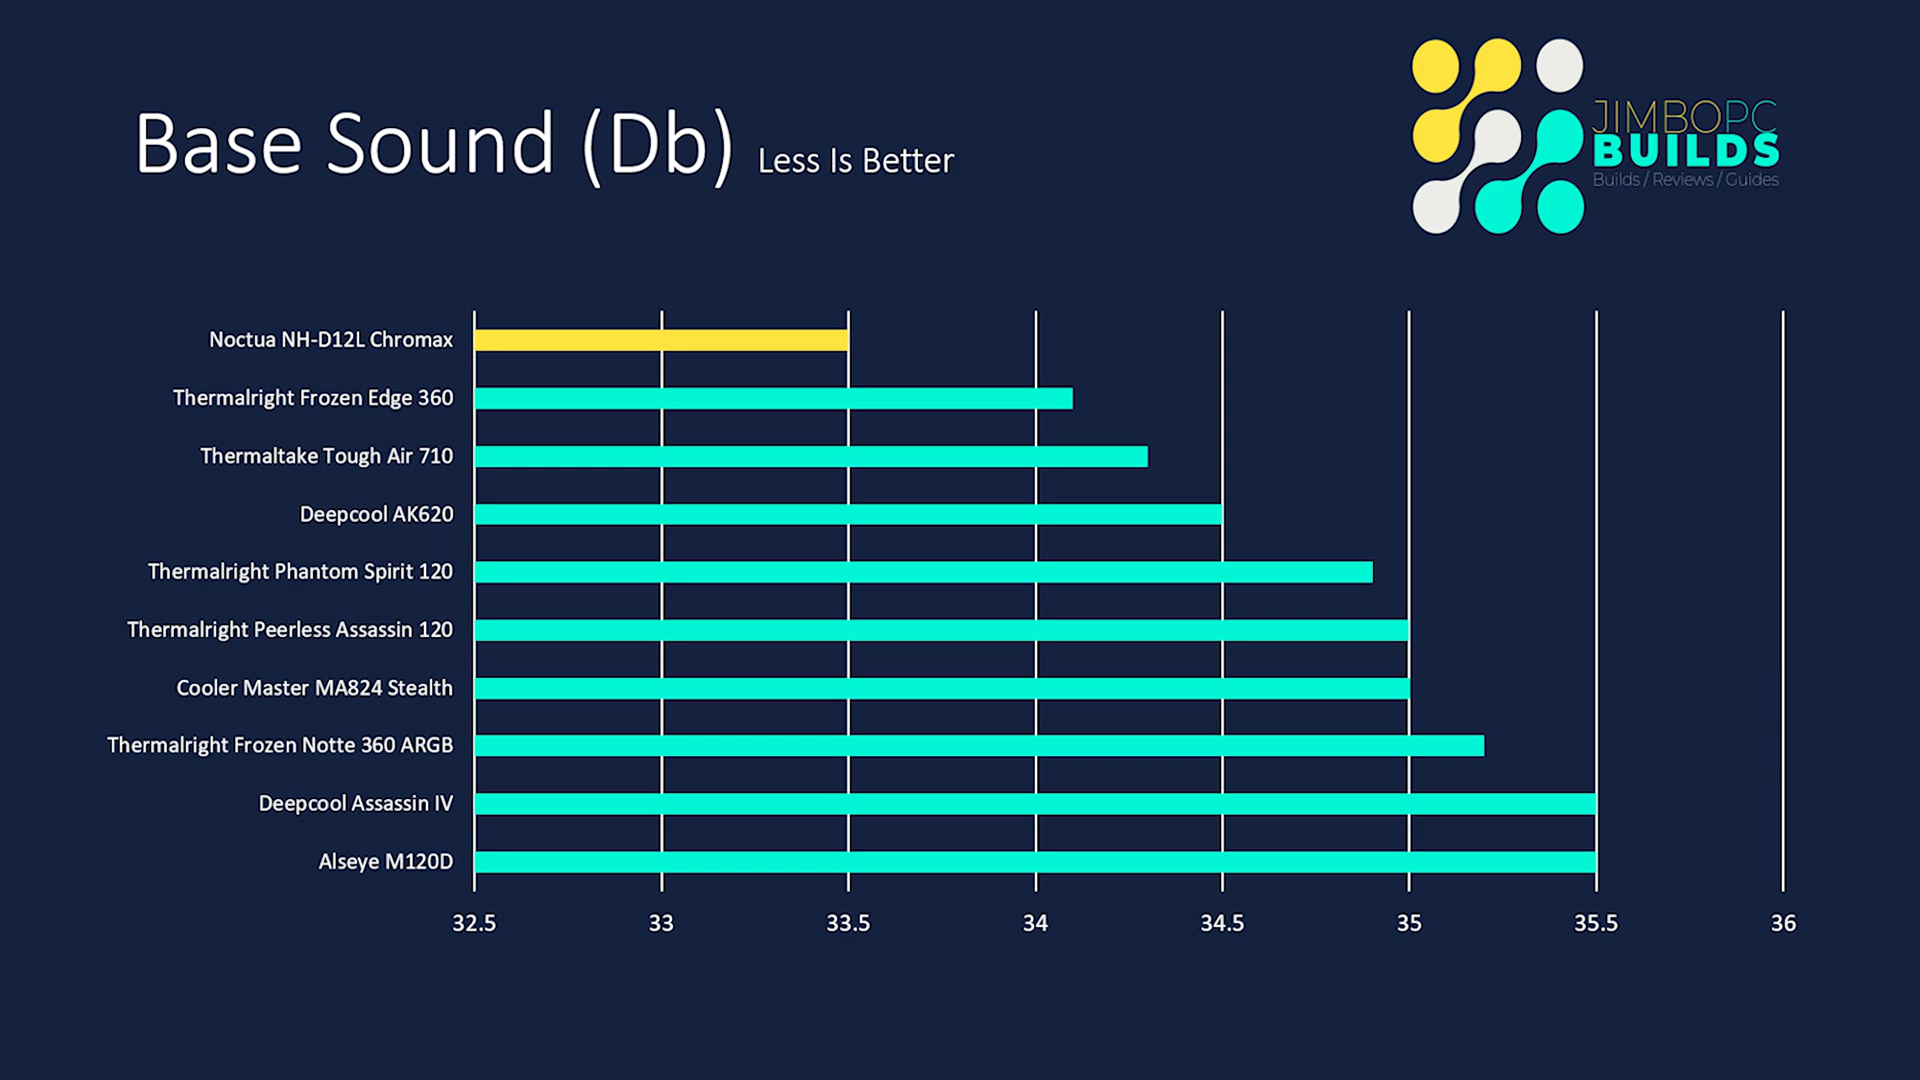 Base Sound (Db) Less Is Better
JIMBOPC
BUILDS
Builds / Reviews / Guides
Noctua NH-D12L Chromax
Thermalright Frozen Edge 360
Thermaltake Tough Air 710
Deepcool AK620
Thermalright Phantom Spirit 120
Thermalright Peerless Assassin 120
Cooler Master MA824 Stealth
Thermalright Frozen Notte 360 ARGB
Deepcool Assassin IV
Alseye M120D
32.5 33 33.5 34 34.5 35 35.5 36